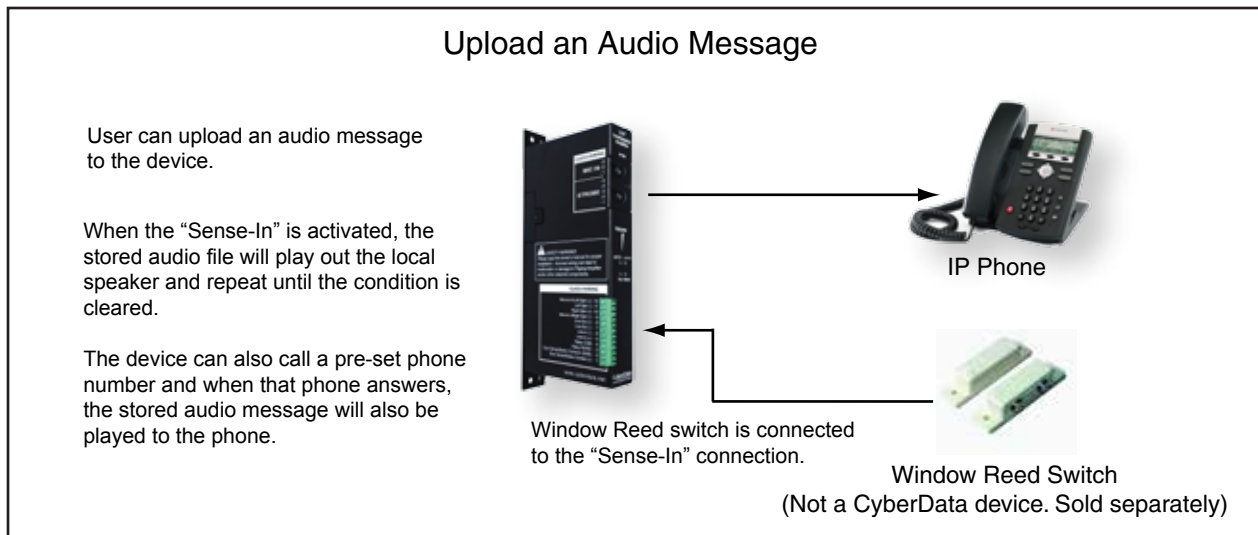 Upload an Audio Message
User can upload an audio message
to the device.
When the “Sense-In” is activated, the
stored audio file will play out the local
speaker and repeat until the condition is
cleared.
The device can also call a pre-set phone
number and when that phone answers,
the stored audio message will also be
played to the phone.
IP Phone
Window Reed switch is connected
to the “Sense-In” connection.
Window Reed Switch
(Not a CyberData device. Sold separately)